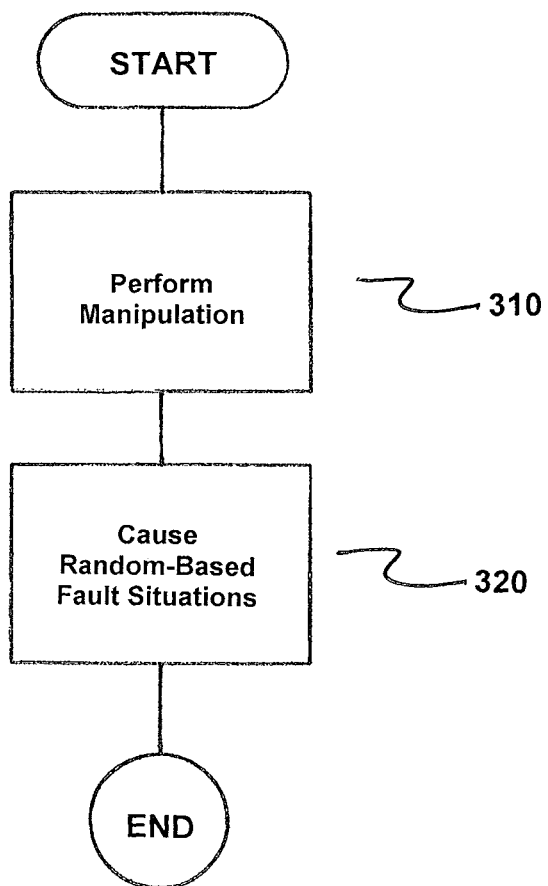 START
Perform
Manipulation
310
Cause
Random-Based
Fault Situations
320
END